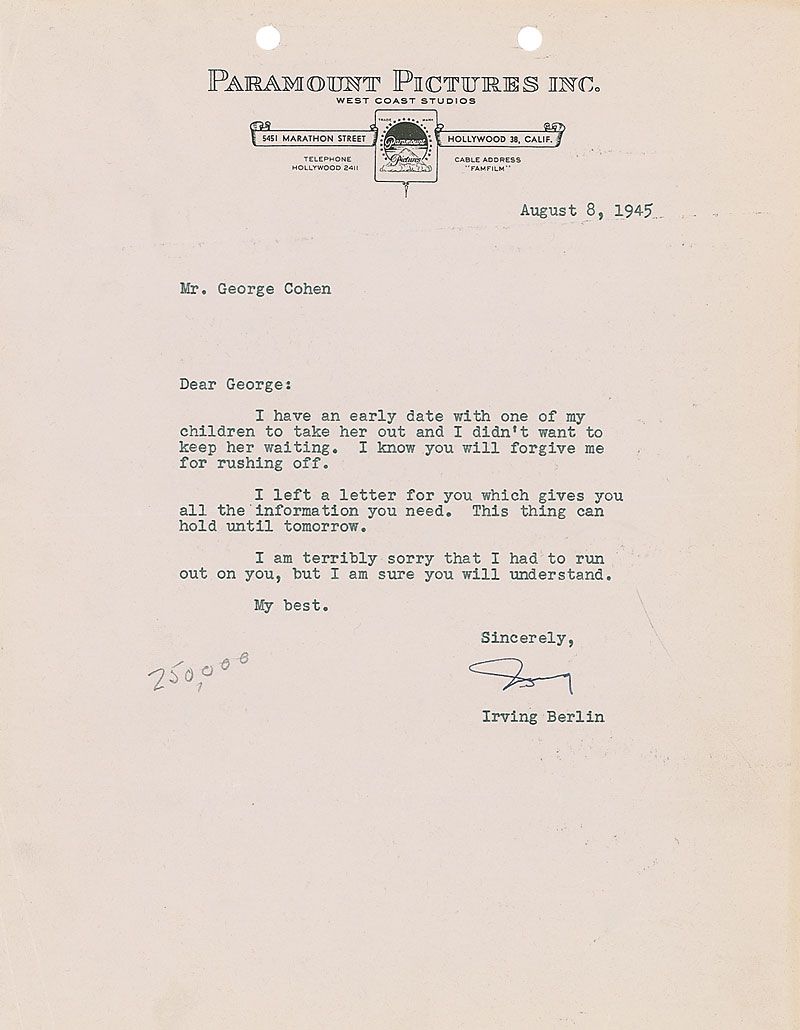 PARAMOUNT PICTURES INC.
WEST COAST STUDIOS
5451 MARATHON STREET
TRADE MARK
Paramount
Pictures
HOLLYWOOD 38, CALIF.
TELEPHONE
HOLLYWOOD 2411
CABLE ADDRESS
"FAMFILM"
August 8, 1945
Mr. George Cohen
Dear George:
I have an early date with one of my
children to take her out and I didn't want to
keep her waiting. I know you will forgive me
for rushing off.
I left a letter for you which gives you
all the information you need. This thing can
hold until tomorrow.
I am terribly sorry that I had to run
out on you, but I am sure you will understand.
My best.
Sincerely,
Irving
Irving Berlin
250,000